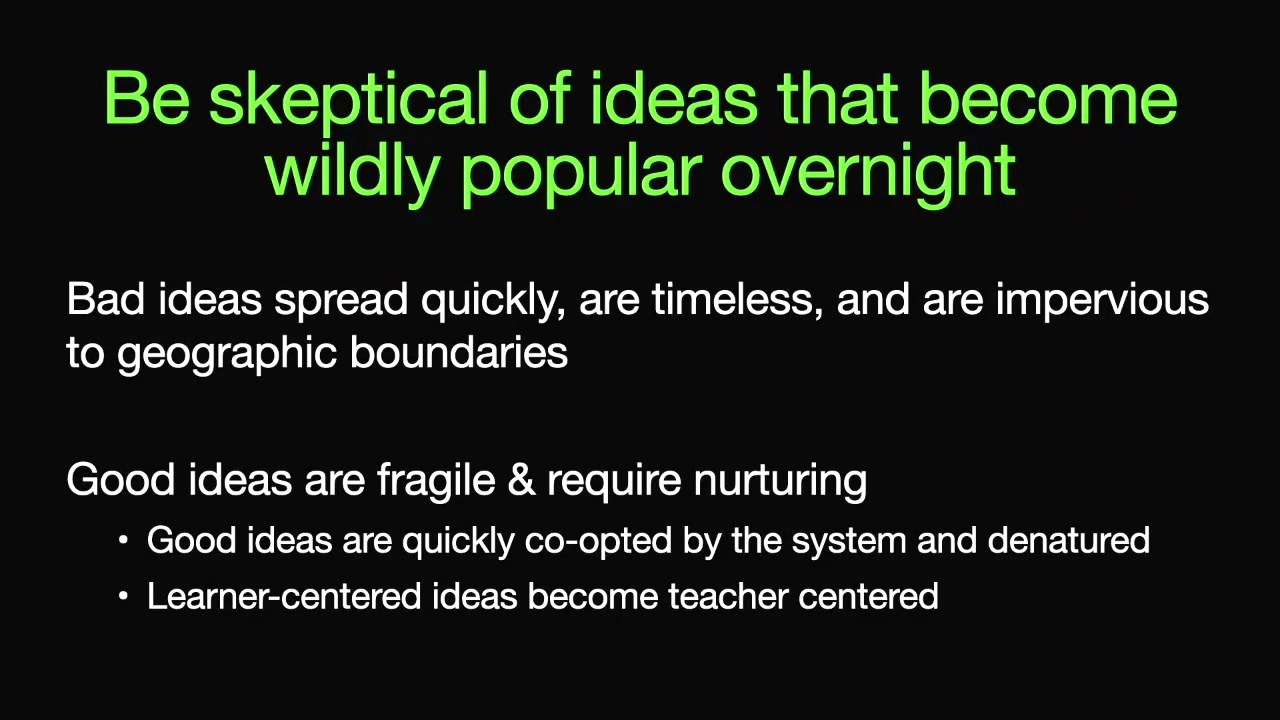 Be skeptical of ideas that become
wildly popular overnight
Bad ideas spread quickly, are timeless, and are impervious
to geographic boundaries
Good ideas are fragile & require nurturing
• Good ideas are quickly co-opted by the system and denatured
• Learner-centered ideas become teacher centered